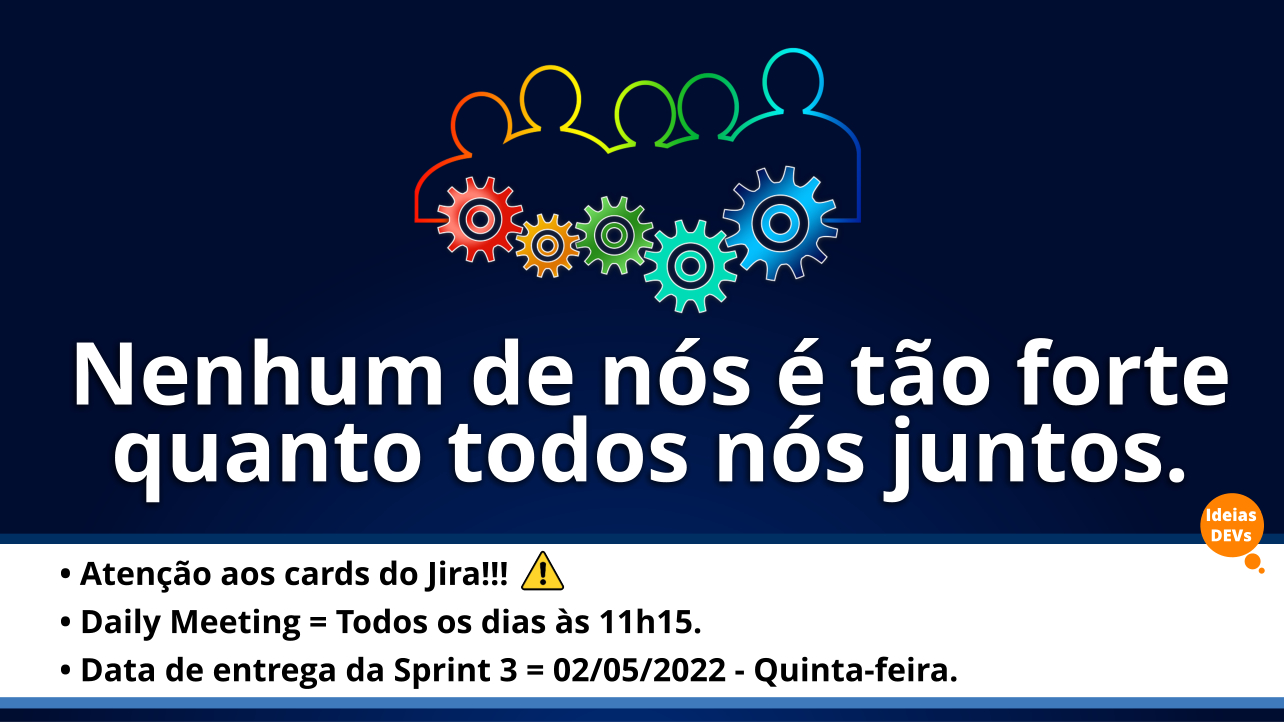 Nenhum de nós é tão forte
quanto todos nós juntos.
Ideias
DEVs
• Atenção aos cards do Jira!!!
• Daily Meeting = Todos os dias às 11h15.
• Data de entrega da Sprint 3 = 02/05/2022 - Quinta-feira.